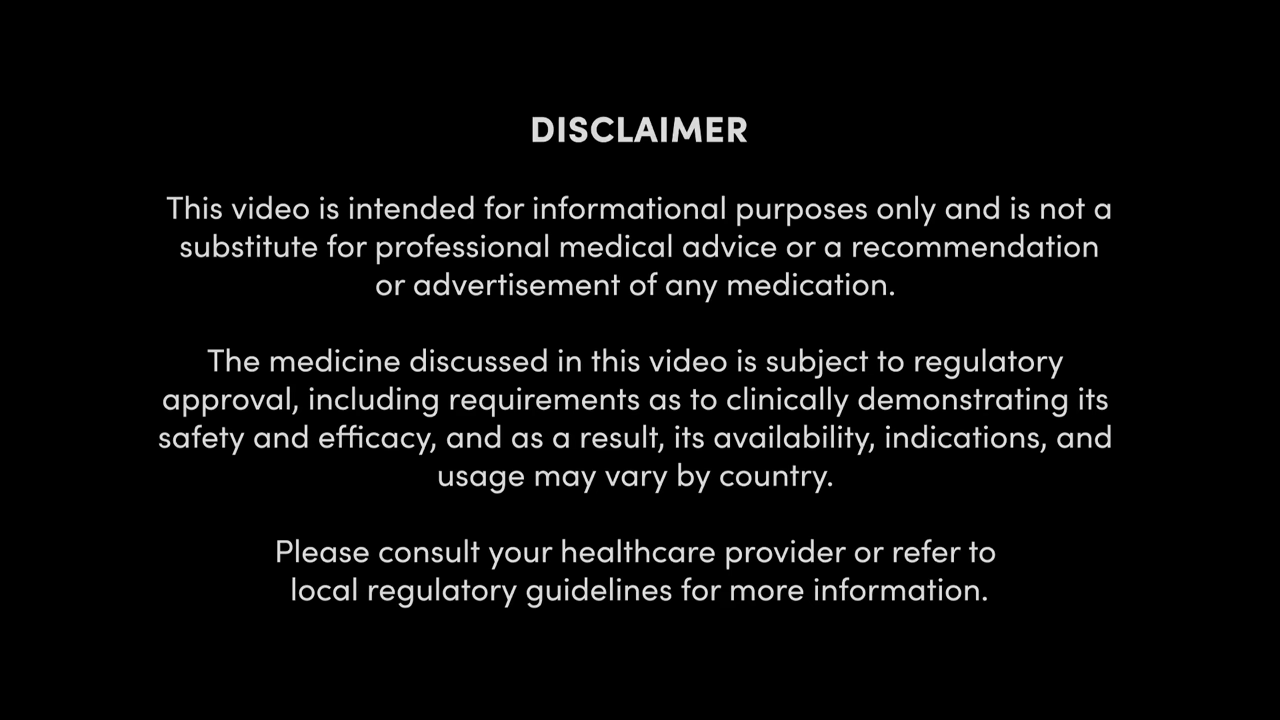 DISCLAIMER
This video is intended for informational purposes only and is not a
substitute for professional medical advice or a recommendation
or advertisement of any medication.
The medicine discussed in this video is subject to regulatory
approval, including requirements as to clinically demonstrating its
safety and efficacy, and as a result, its availability, indications, and
usage may vary by country.
Please consult your healthcare provider or refer to
local regulatory guidelines for more information.